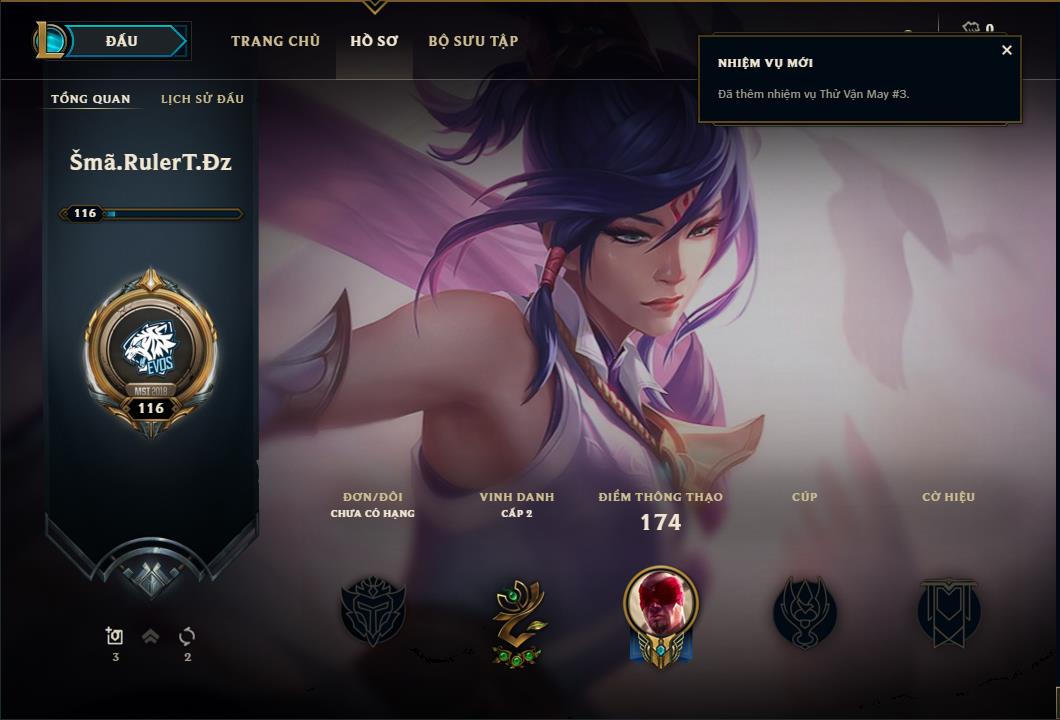 ĐẤU
TRANG CHỦ
HỒ SƠ
BỘ SƯU TẬP
0
NHIỆM VỤ MỚI
Đã thêm nhiệm vụ Thử Vận May #3.
TỔNG QUAN
LỊCH SỬ ĐẤU
Šmã.RulerT.Đz
116
EVOS
MST 2018
116
ĐƠN/ĐÔI
CHƯA CÓ HẠNG
VINH DANH
CẤP 2
ĐIỂM THÔNG THẠO
174
CÚP
CỜ HIỆU
3
2